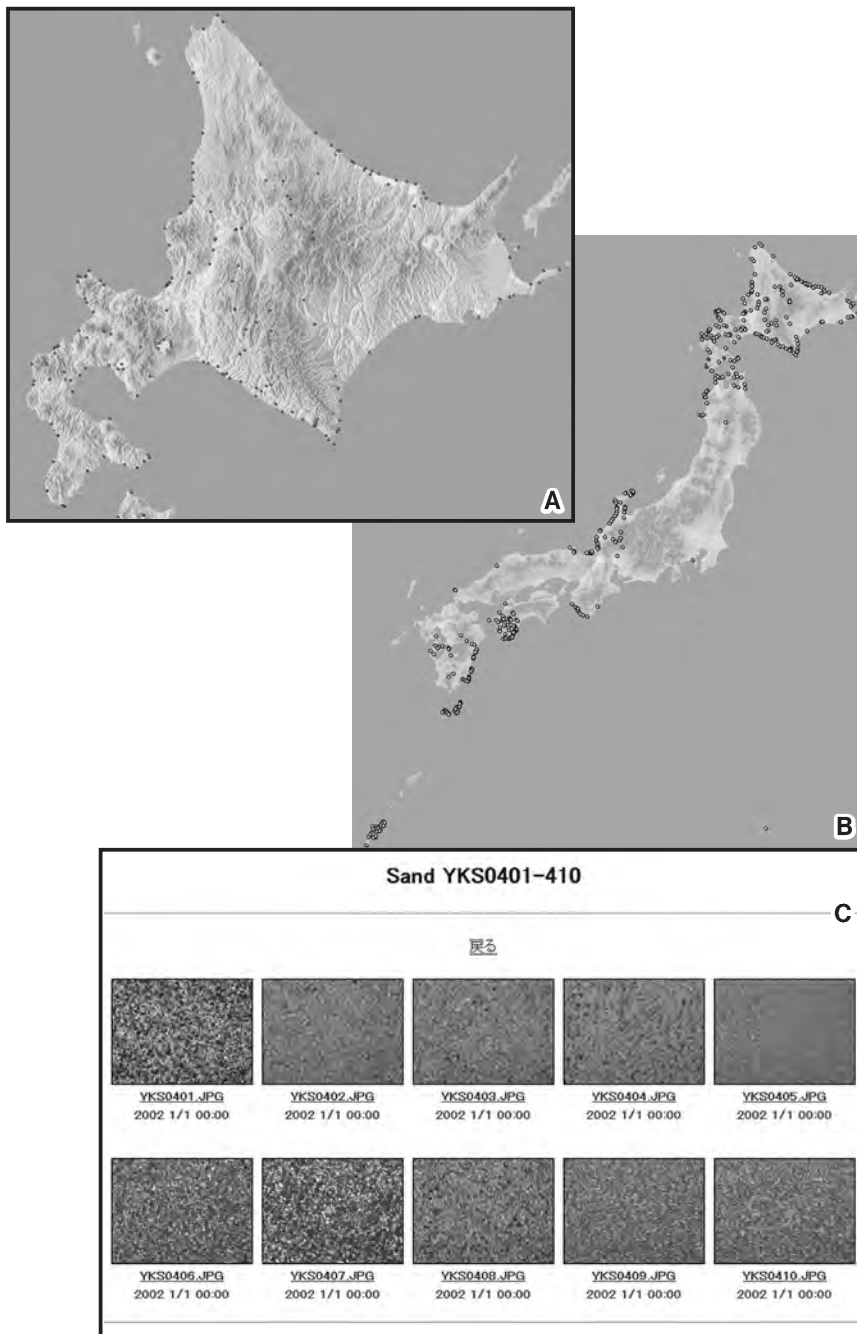 A
B
Sand YKS0401-410
C
戻る
YKS0401.JPG YKS0402.JPG YKS0403.JPG YKS0404.JPG YKS0405.JPG
2002 1/1 00:00 2002 1/1 00:00 2002 1/1 00:00 2002 1/1 00:00 2002 1/1 00:00
YKS0406.JPG YKS0407.JPG YKS0408.JPG YKS0409.JPG YKS0410.JPG
2002 1/1 00:00 2002 1/1 00:00 2002 1/1 00:00 2002 1/1 00:00 2002 1/1 00:00